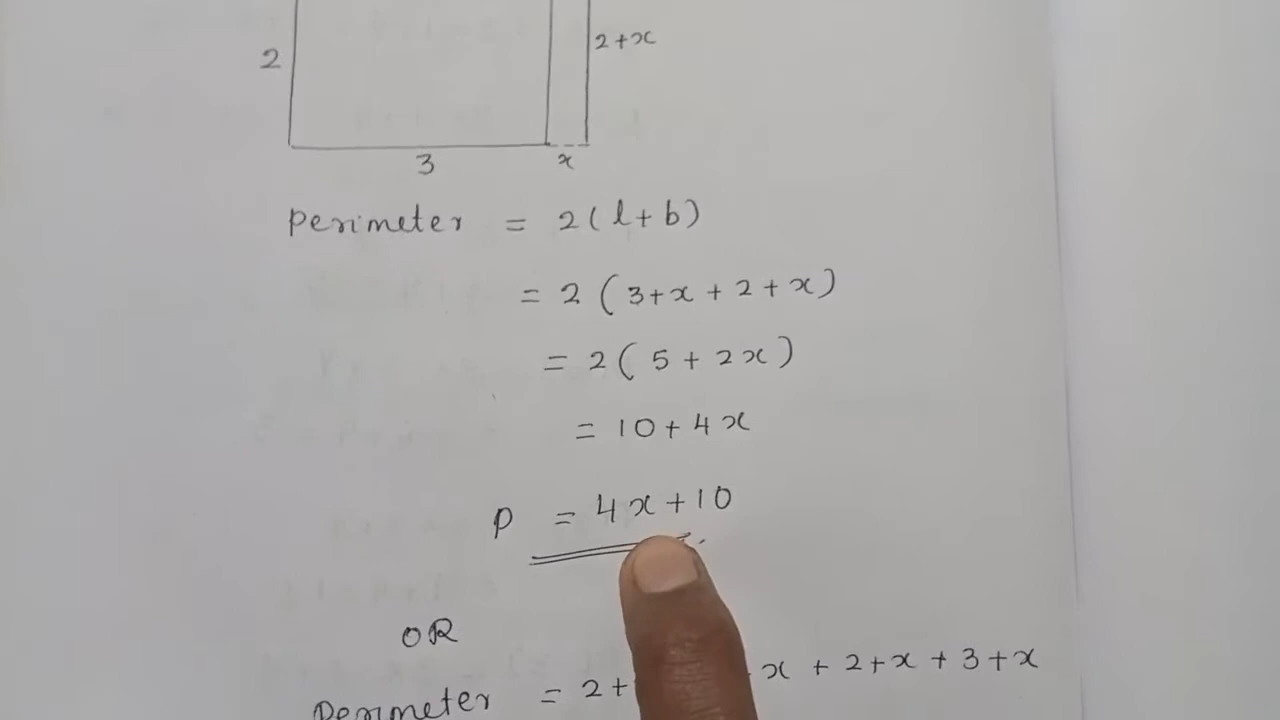 2
2+x
3
x
Perimeter = 2(l+b)
= 2(3+x+2+x)
= 2(5+2x)
= 10+4x
P = 4x+10
OR
Perimeter = 2+ x + 2+x + 3+x